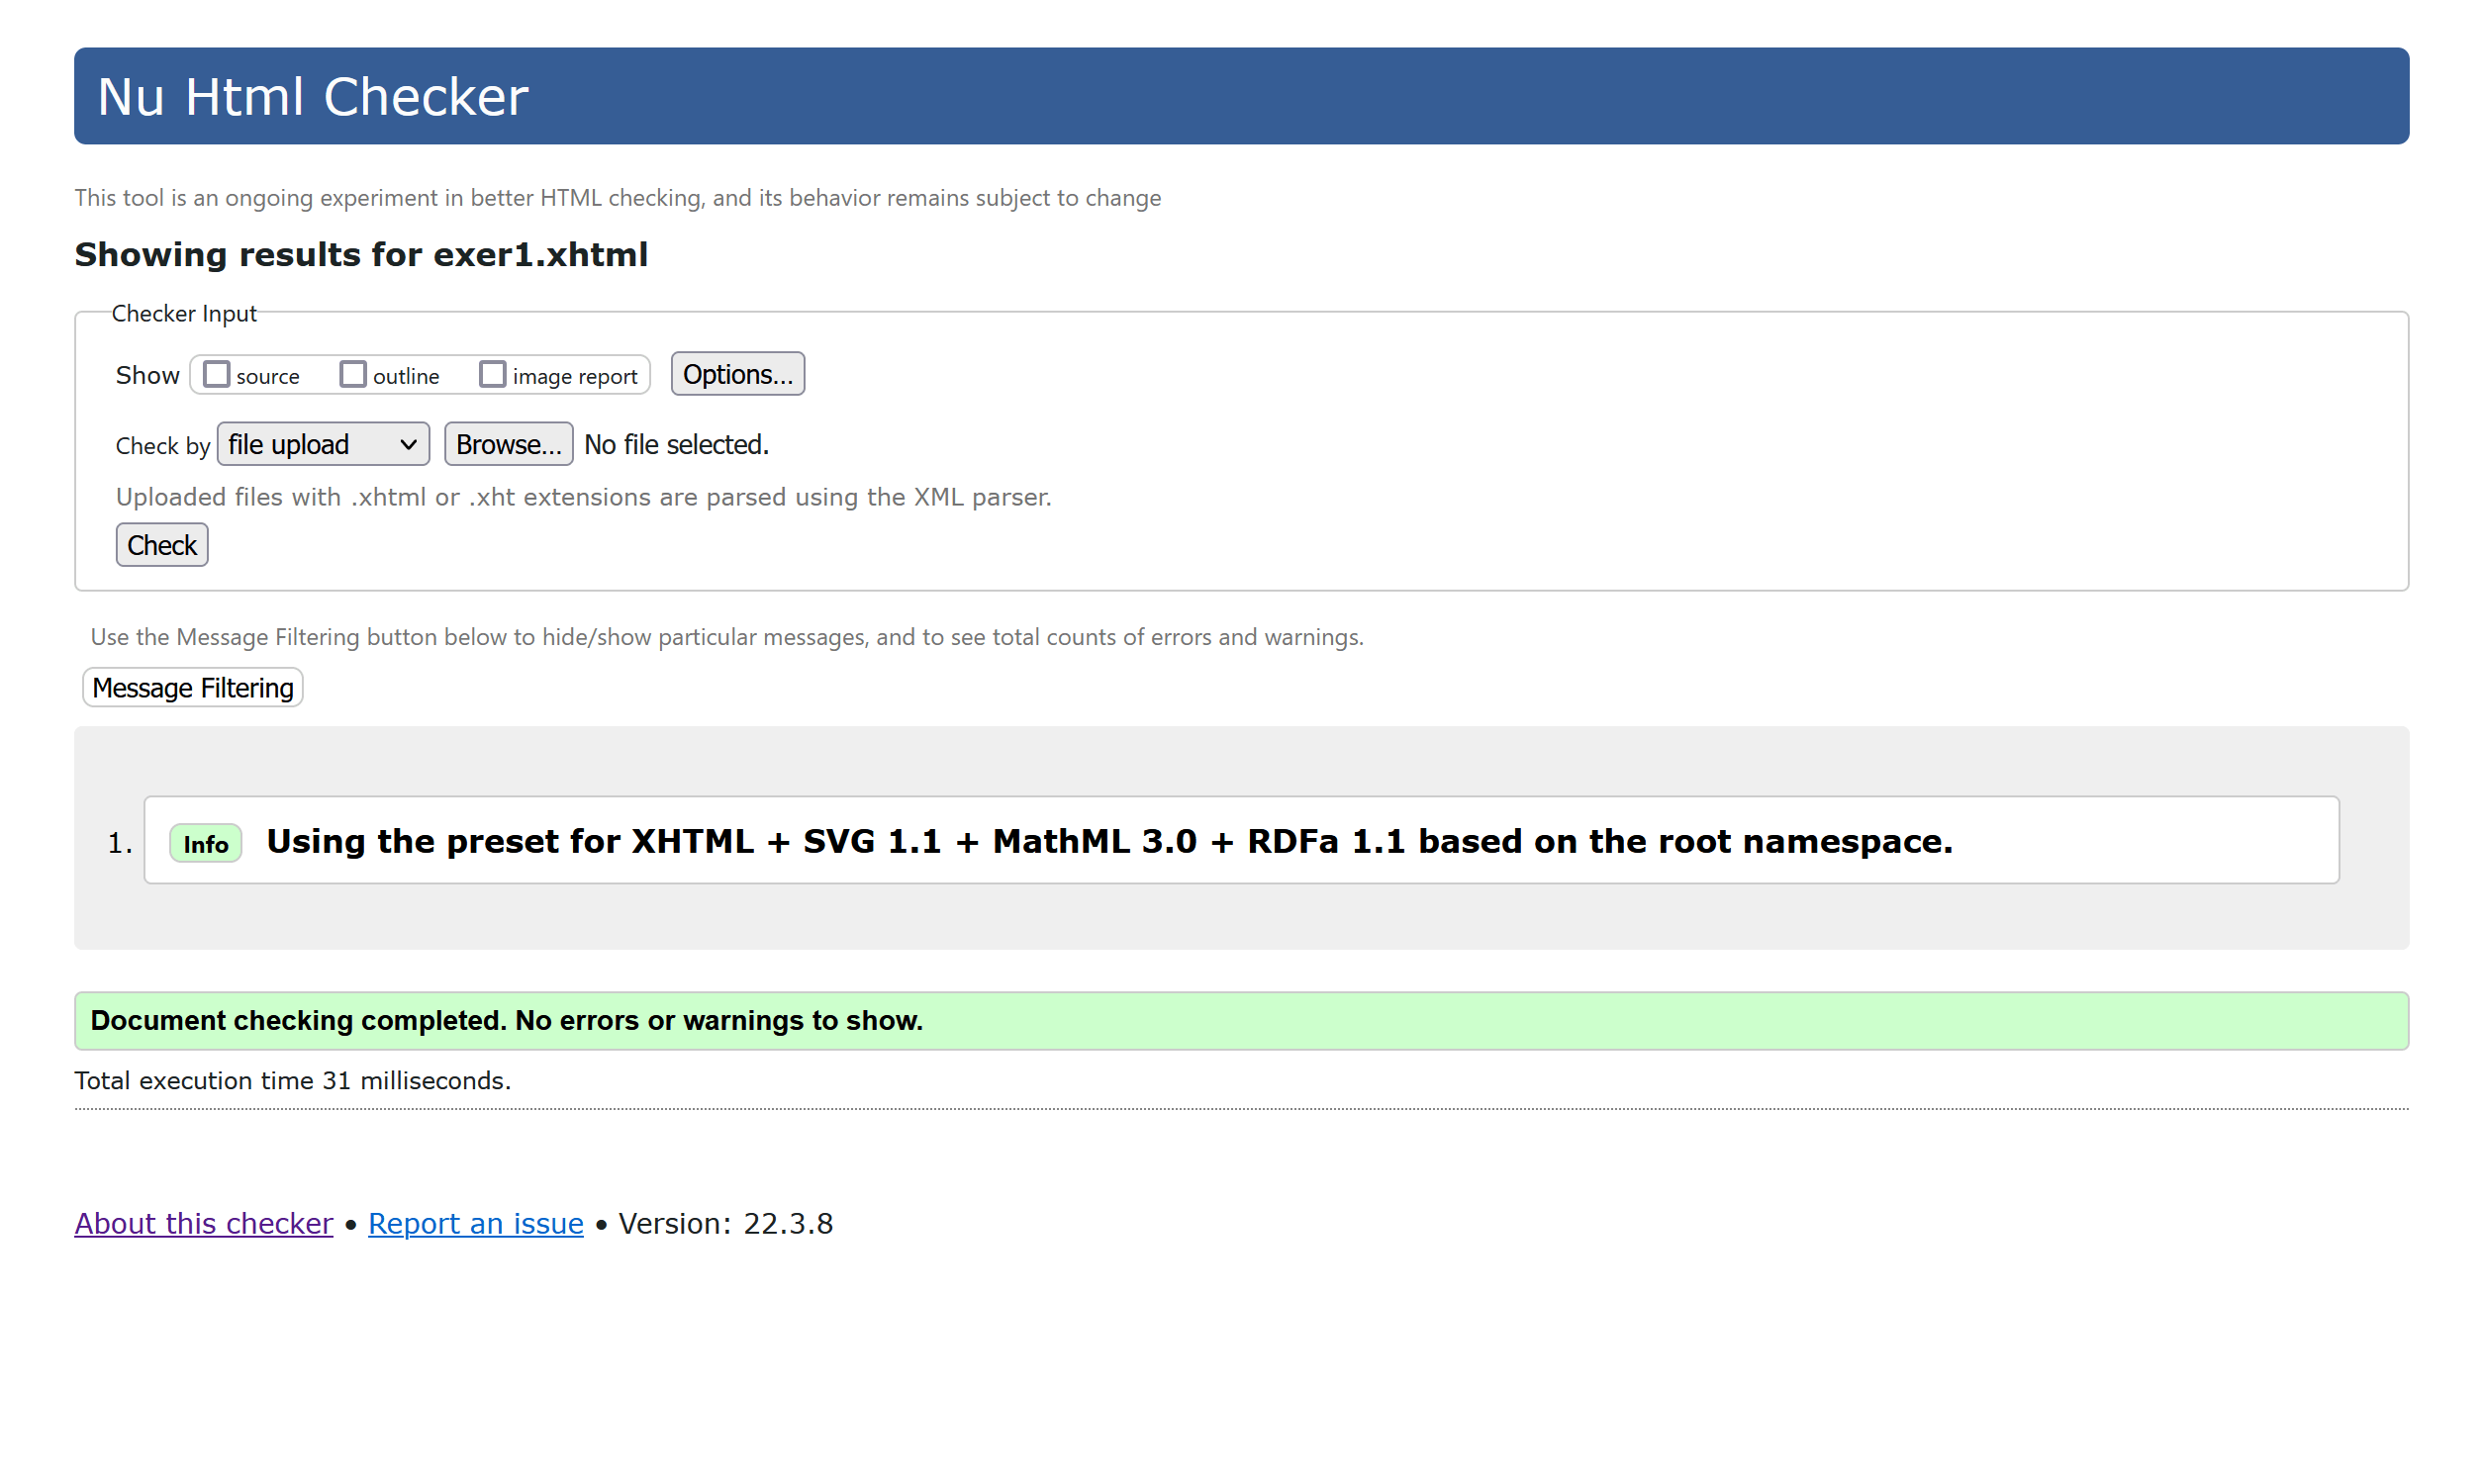 Nu Html Checker
This tool is an ongoing experiment in better HTML checking, and its behavior remains subject to change
Showing results for exer1.xhtml
Checker Input
Show source outline image report Options...
Check by file upload Browse... No file selected.
Uploaded files with .xhtml or .xht extensions are parsed using the XML parser.
Check
Use the Message Filtering button below to hide/show particular messages, and to see total counts of errors and warnings.
Message Filtering
1. Info Using the preset for XHTML + SVG 1.1 + MathML 3.0 + RDFa 1.1 based on the root namespace.
Document checking completed. No errors or warnings to show.
Total execution time 31 milliseconds.
About this checker • Report an issue • Version: 22.3.8